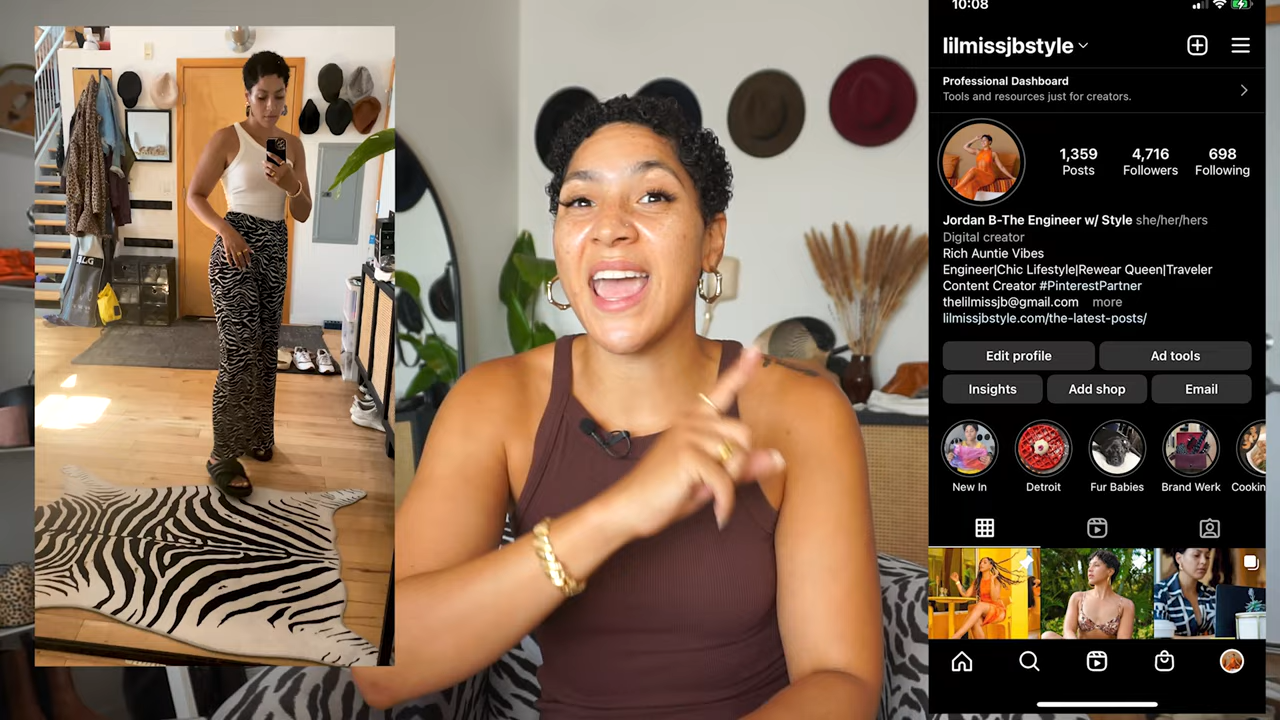 10:08
lilmissjbstyle
Professional Dashboard
Tools and resources just for creators.
1,359 4,716 698
Posts Followers Following
Jordan B-The Engineer w/ Style she/her/hers
Digital creator
Rich Auntie Vibes
Engineer|Chic Lifestyle|Rewear Queen|Traveler
Content Creator #PinterestPartner
thelilmissjb@gmail.com more
lilmissjbstyle.com/the-latest-posts/
Edit profile Ad tools
Insights Add shop Email
New In Detroit Fur Babies Brand Werk Cookin